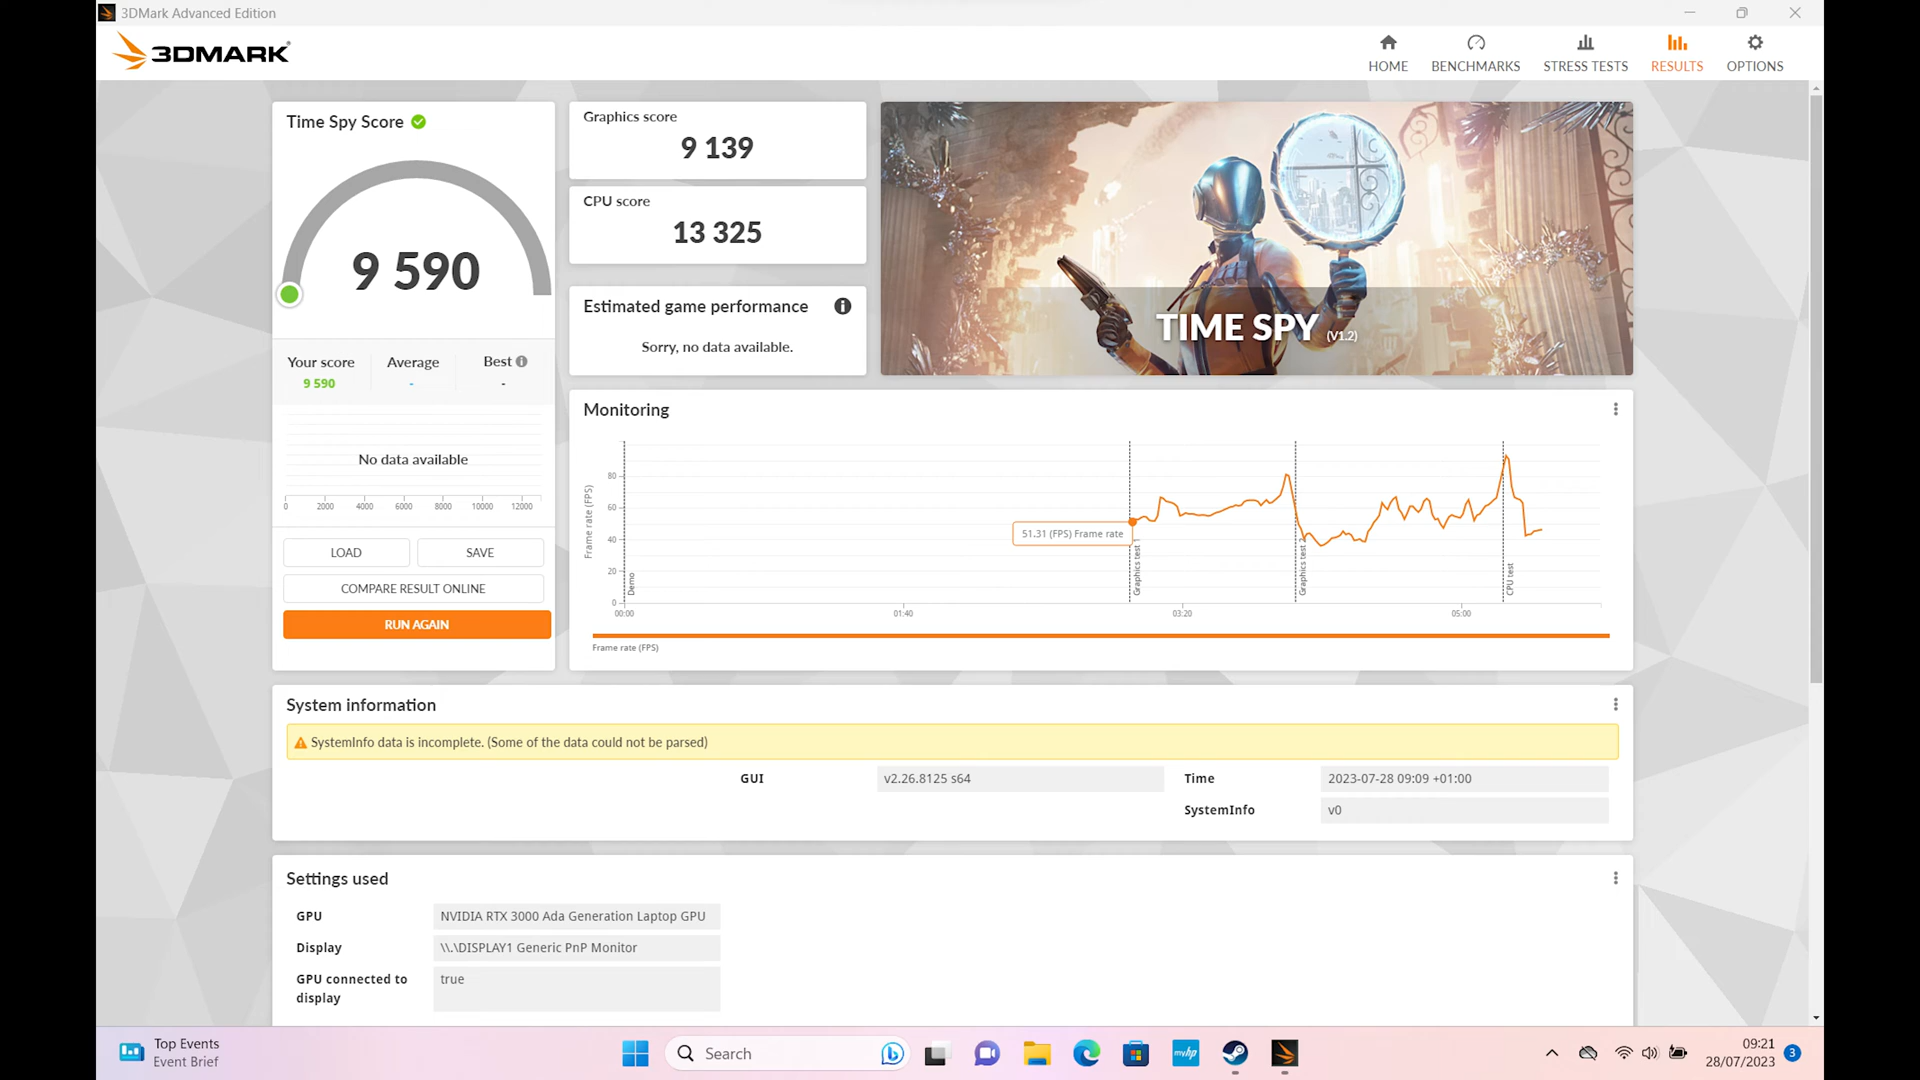 3DMark Advanced Edition
3DMARK
HOME
BENCHMARKS
STRESS TESTS
RESULTS
OPTIONS
Time Spy Score
9 590
Your score
9 590
Average
-
Best
-
No data available
0 2000 4000 6000 8000 10000 12000
LOAD
SAVE
COMPARE RESULT ONLINE
RUN AGAIN
Graphics score
9 139
CPU score
13 325
Estimated game performance
Sorry, no data available.
TIME SPY (V1.2)
Monitoring
Frame rate (FPS)
80
60
40
20
0
51.31 (FPS) Frame rate
Demo
Graphics test 1
Graphics test 2
CPU test
00:00 01:40 03:20 05:00
Frame rate (FPS)
System information
SystemInfo data is incomplete. (Some of the data could not be parsed)
GUI v2.26.8125 s64
Time 2023-07-28 09:09 +01:00
SystemInfo v0
Settings used
GPU NVIDIA RTX 3000 Ada Generation Laptop GPU
Display \\.\DISPLAY1 Generic PnP Monitor
GPU connected to
display
true
Top Events
Event Brief
Search
myhp
09:21
28/07/2023
3